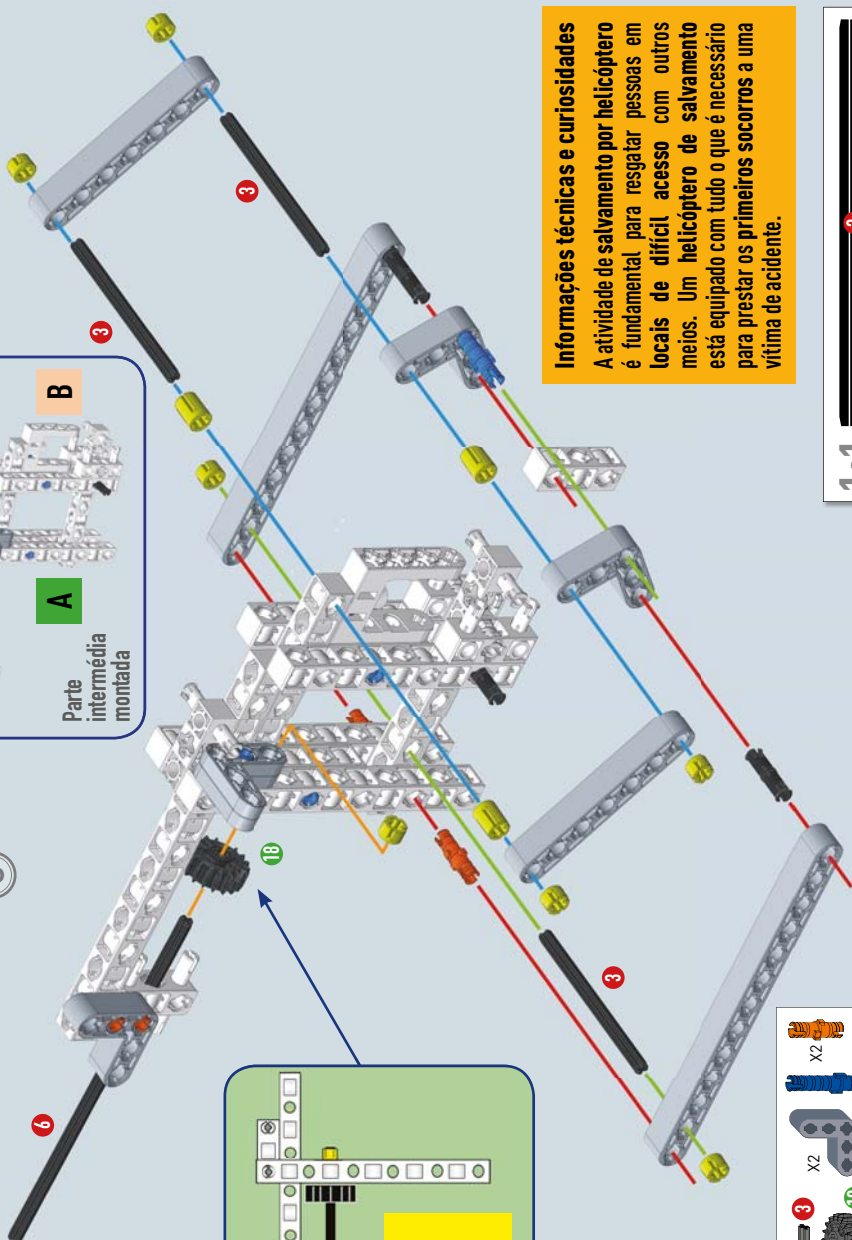 Informações técnicas e curiosidades
A atividade de salvamento por helicóptero
é fundamental para resgatar pessoas em
locais de difícil acesso com outros
meios. Um helicóptero de salvamento
está equipado com tudo o que é necessário
para prestar os primeiros socorros a uma
vítima de acidente.
A
B
Parte
intermédia
montada
3
3
3
6
18
1:1
3
X2
X2